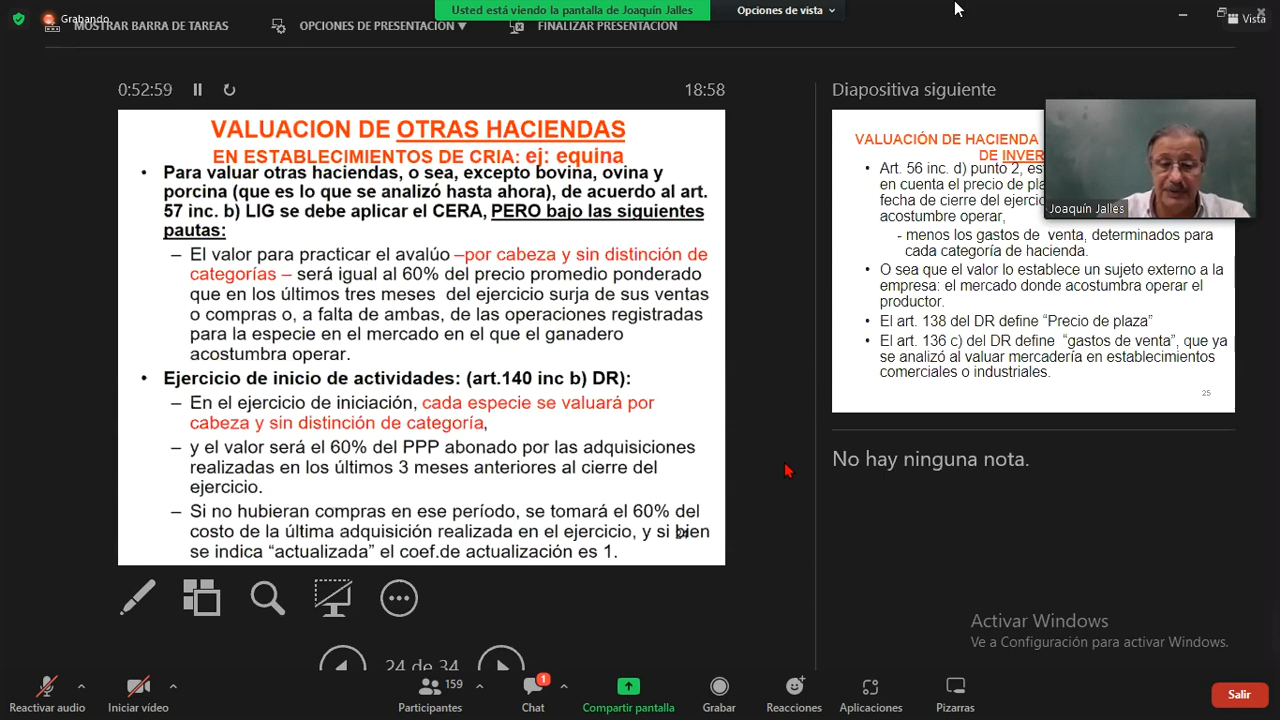 Grabando
Usted está viendo la pantalla de Joaquín Jalles
Opciones de vista
MOSTRAR BARRA DE TAREAS
OPCIONES DE PRESENTACIÓN
FINALIZAR PRESENTACIÓN
Vista
0:52:59
18:58
VALUACION DE OTRAS HACIENDAS
EN ESTABLECIMIENTOS DE CRIA: ej: equina
• Para valuar otras haciendas, o sea, excepto bovina, ovina y
porcina (que es lo que se analizó hasta ahora), de acuerdo al art.
57 inc. b) LIG se debe aplicar el CERA, PERO bajo las siguientes
pautas:
– El valor para practicar el avalúo –por cabeza y sin distinción de
categorías – será igual al 60% del precio promedio ponderado
que en los últimos tres meses del ejercicio surja de sus ventas
o compras o, a falta de ambas, de las operaciones registradas
para la especie en el mercado en el que el ganadero
acostumbra operar.
• Ejercicio de inicio de actividades: (art.140 inc b) DR):
– En el ejercicio de iniciación, cada especie se valuará por
cabeza y sin distinción de categoría,
– y el valor será el 60% del PPP abonado por las adquisiciones
realizadas en los últimos 3 meses anteriores al cierre del
ejercicio.
– Si no hubieran compras en ese período, se tomará el 60% del
costo de la última adquisición realizada en el ejercicio, y si bien
se indica “actualizada” el coef.de actualización es 1.
24
Diapositiva siguiente
VALUACIÓN DE HACIENDA
DE INVER
• Art. 56 inc. d) punto 2, es
en cuenta el precio de pla
fecha de cierre del ejercic
acostumbre operar,
- menos los gastos de venta, determinados para
cada categoría de hacienda.
• O sea que el valor lo establece un sujeto externo a la
empresa: el mercado donde acostumbra operar el
productor.
• El art. 138 del DR define “Precio de plaza”
• El art. 136 c) del DR define “gastos de venta”, que ya
se analizó al valuar mercadería en establecimientos
comerciales o industriales.
25
Joaquín Jalles
No hay ninguna nota.
24 de 34
Activar Windows
Ve a Configuración para activar Windows.
Reactivar audio
Iniciar vídeo
159
Participantes
1
Chat
Compartir pantalla
Grabar
Reacciones
Aplicaciones
Pizarras
Salir